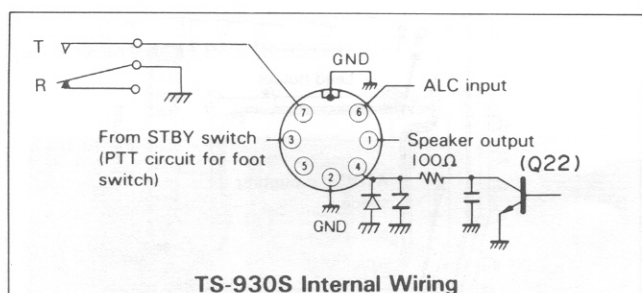 T
R
GND
ALC input
7
6
From STBY switch
(PTT circuit for foot
switch)
3
1
Speaker output
100Ω
(Q22)
5
4
2
GND
TS-930S Internal Wiring